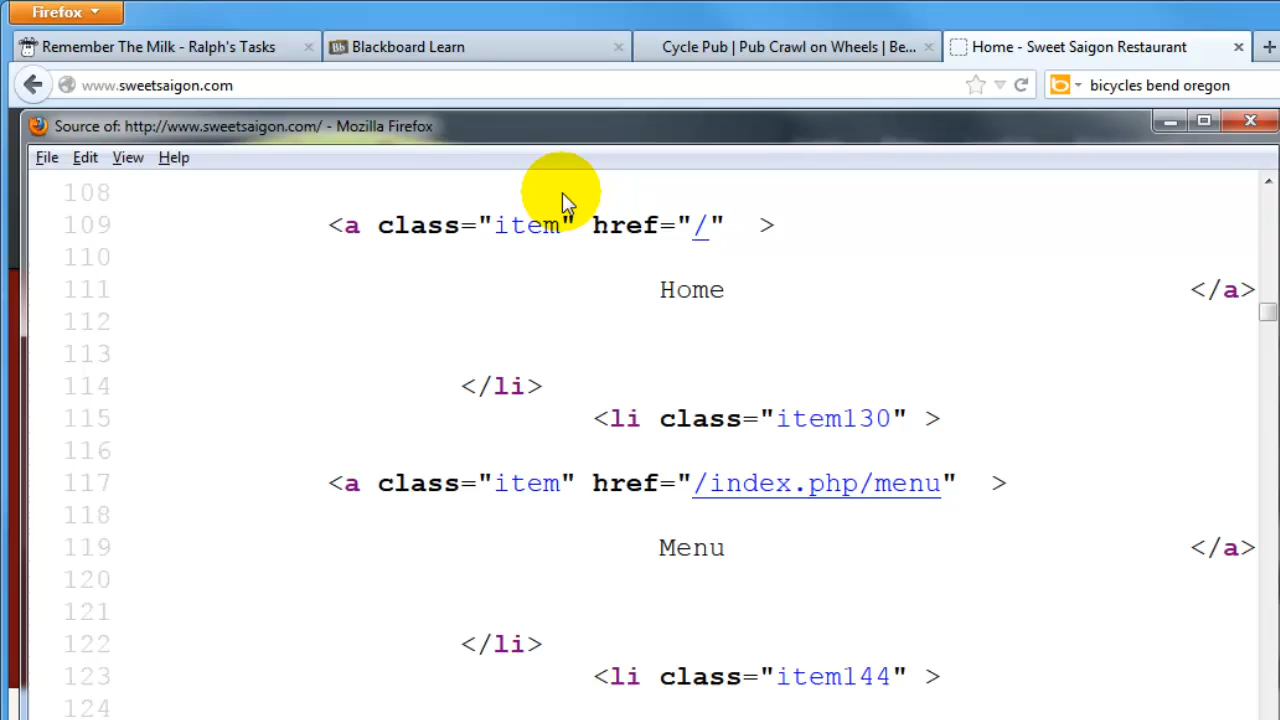 Firefox
Remember The Milk - Ralph's Tasks
Blackboard Learn
Cycle Pub | Pub Crawl on Wheels | Be...
Home - Sweet Saigon Restaurant
www.sweetsaigon.com
bicycles bend oregon
Source of: http://www.sweetsaigon.com/ - Mozilla Firefox
File Edit View Help
108
109 <a class="item" href="/" >
110
111 Home </a>
112
113
114 </li>
115 <li class="item130" >
116
117 <a class="item" href="/index.php/menu" >
118
119 Menu </a>
120
121
122 </li>
123 <li class="item144" >
124